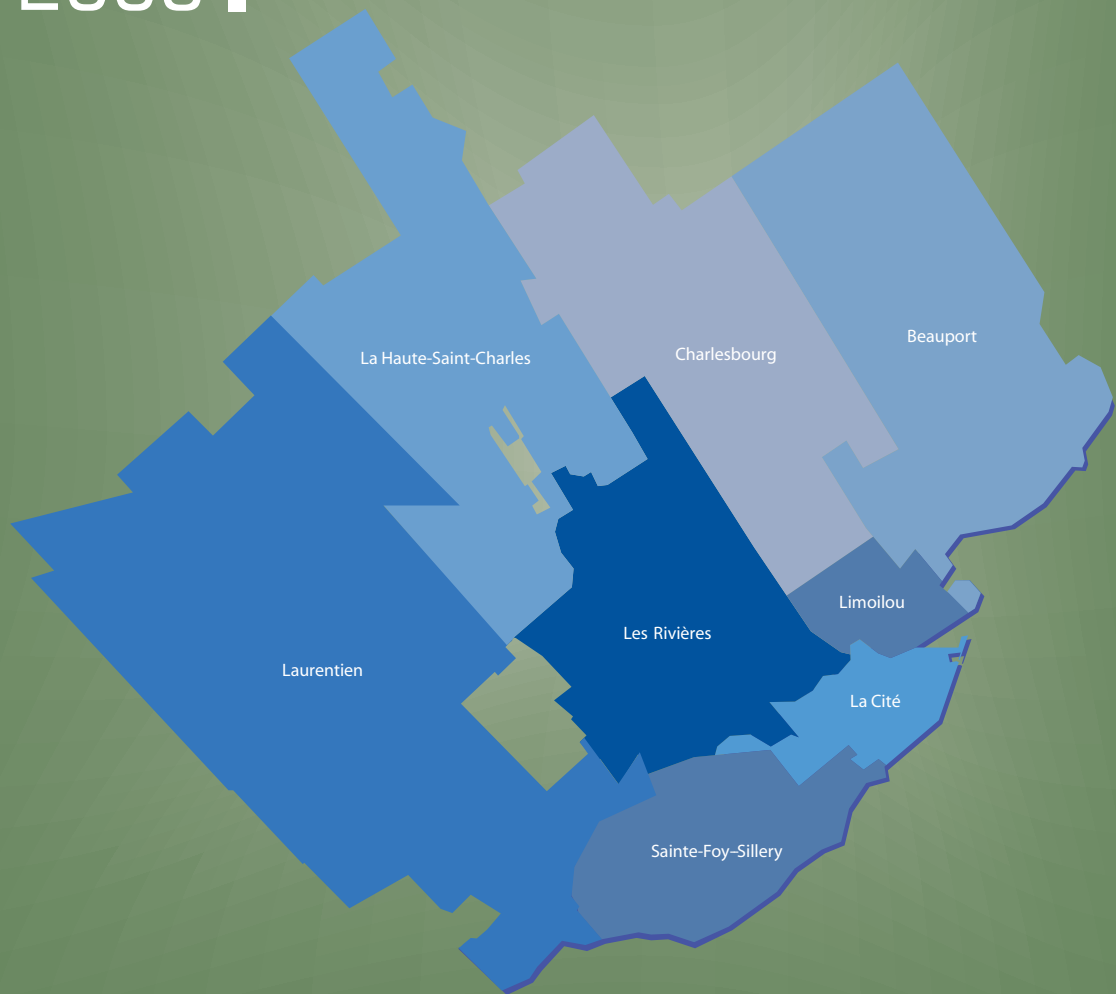 Beauport
Charlesbourg
La Haute-Saint-Charles
Limoilou
Les Rivières
Laurentien
La Cité
Sainte-Foy–Sillery